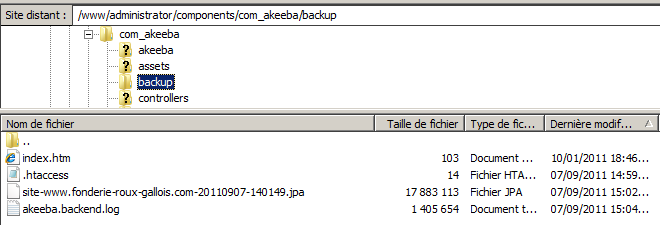 Site distant : /www/administrator/components/com_akeeba/backup
com_akeeba
akeeba
assets
backup
controllers
Nom de fichier Taille de fichier Type de fic... Dernière modif...
..
index.htm 103 Document ... 10/01/2011 18:46...
.htaccess 14 Fichier HTA... 07/09/2011 14:59...
site-www.fonderie-roux-gallois.com-20110907-140149.jpa 17 883 113 Fichier JPA 07/09/2011 15:02...
akeeba.backend.log 1 405 654 Document t... 07/09/2011 15:04...